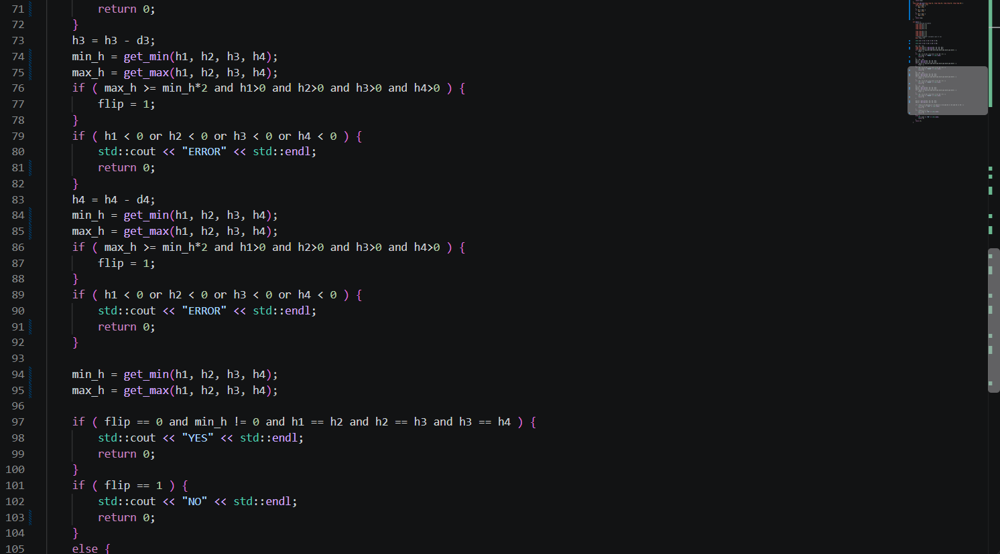 71 return 0;
72 }
73 h3 = h3 - d3;
74 min_h = get_min(h1, h2, h3, h4);
75 max_h = get_max(h1, h2, h3, h4);
76 if ( max_h >= min_h*2 and h1>0 and h2>0 and h3>0 and h4>0 ) {
77 flip = 1;
78 }
79 if ( h1 < 0 or h2 < 0 or h3 < 0 or h4 < 0 ) {
80 std::cout << "ERROR" << std::endl;
81 return 0;
82 }
83 h4 = h4 - d4;
84 min_h = get_min(h1, h2, h3, h4);
85 max_h = get_max(h1, h2, h3, h4);
86 if ( max_h >= min_h*2 and h1>0 and h2>0 and h3>0 and h4>0 ) {
87 flip = 1;
88 }
89 if ( h1 < 0 or h2 < 0 or h3 < 0 or h4 < 0 ) {
90 std::cout << "ERROR" << std::endl;
91 return 0;
92 }
93
94 min_h = get_min(h1, h2, h3, h4);
95 max_h = get_max(h1, h2, h3, h4);
96
97 if ( flip == 0 and min_h != 0 and h1 == h2 and h2 == h3 and h3 == h4 ) {
98 std::cout << "YES" << std::endl;
99 return 0;
100 }
101 if ( flip == 1 ) {
102 std::cout << "NO" << std::endl;
103 return 0;
104 }
105 else {